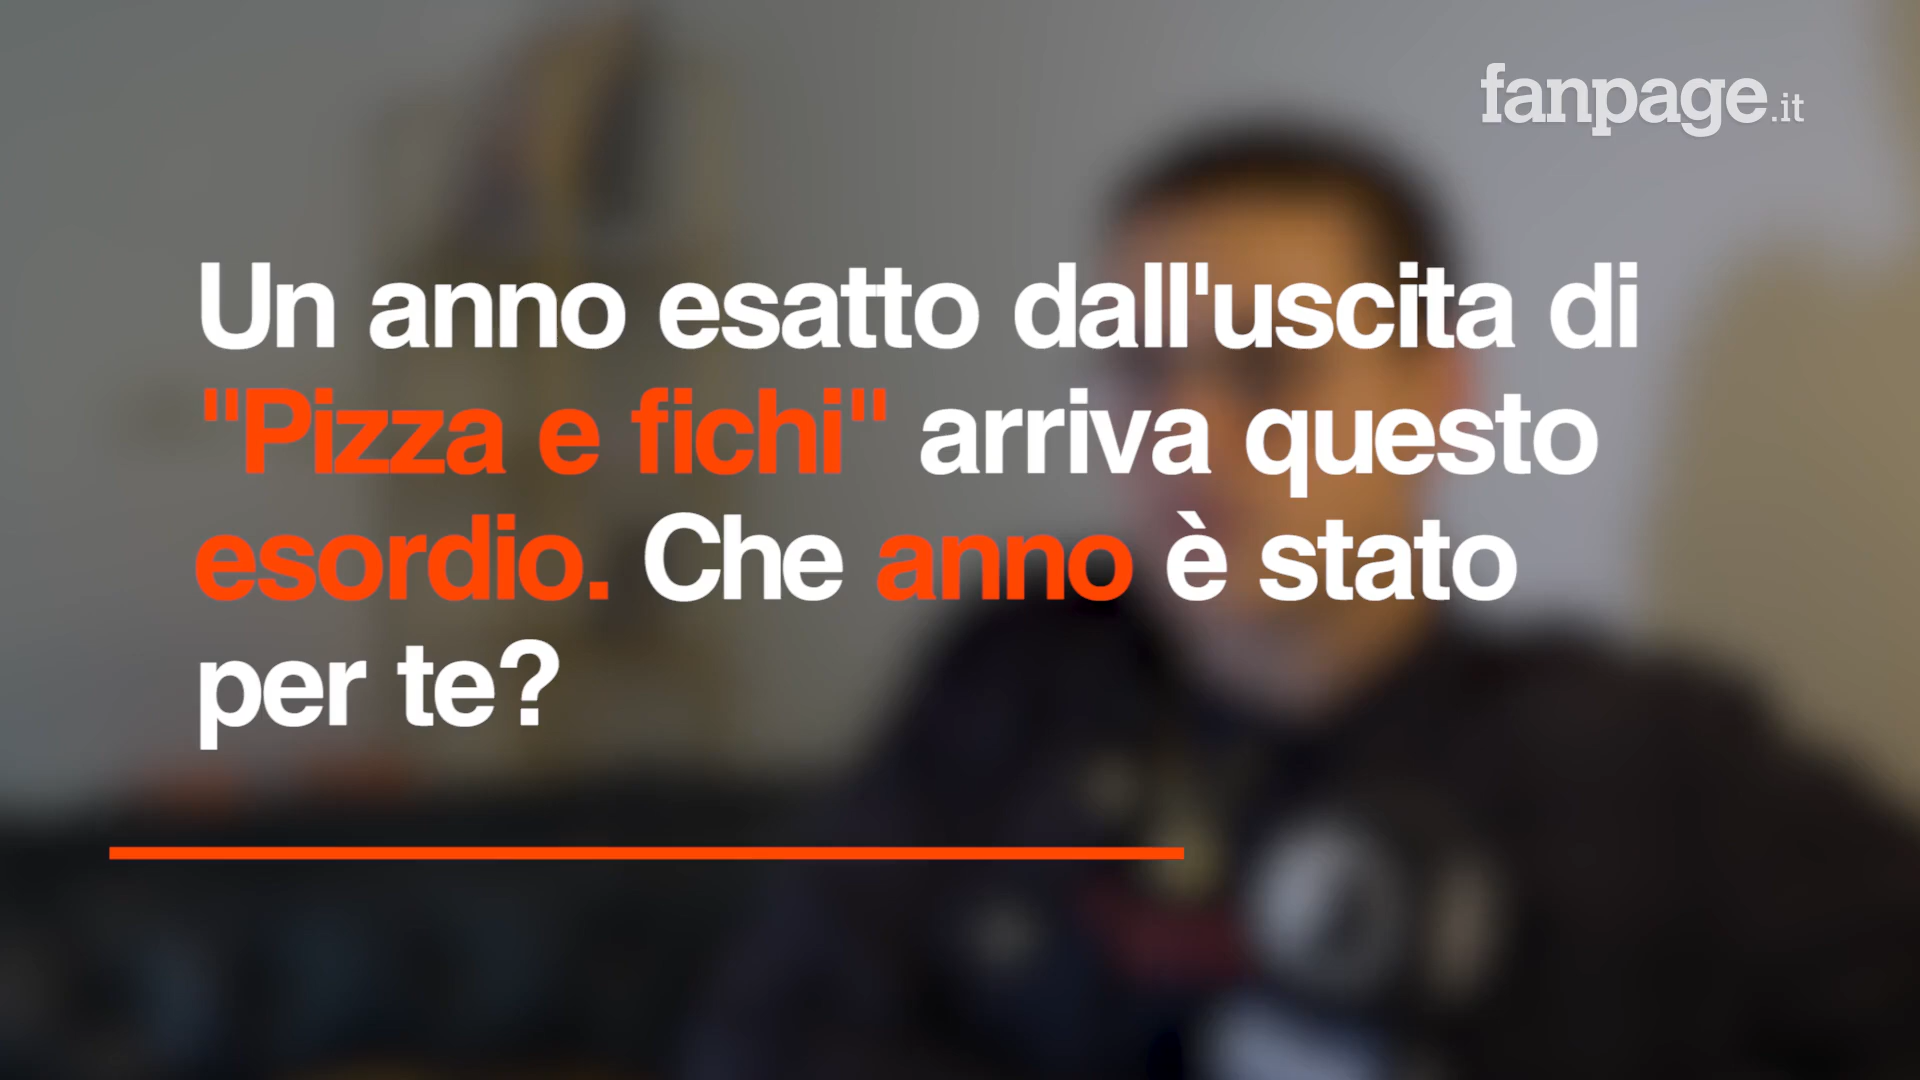 fanpage.it
Un anno esatto dall'uscita di
"Pizza e fichi" arriva questo
esordio. Che anno è stato
per te?